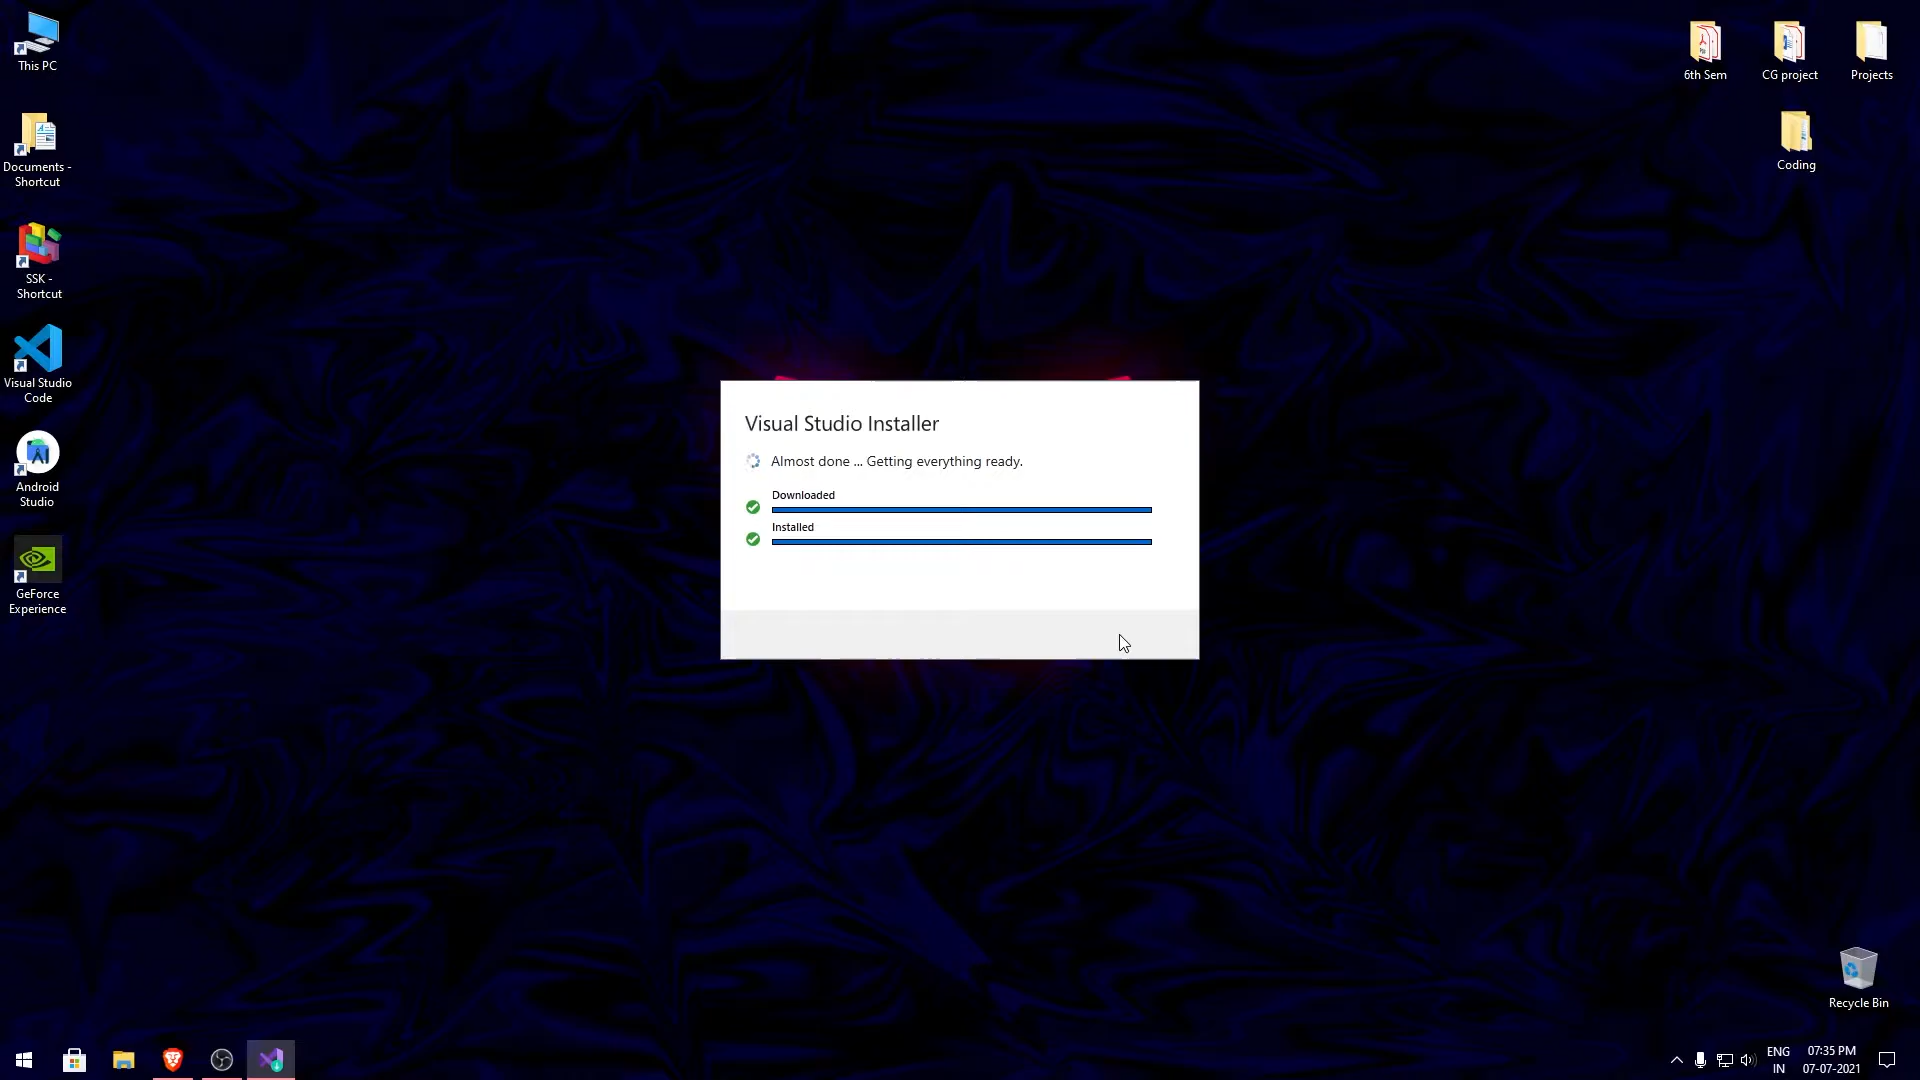 This PC
Documents -
Shortcut
SSK -
Shortcut
Visual Studio
Code
Android
Studio
GeForce
Experience
6th Sem
CG project
Projects
Coding
Visual Studio Installer
Almost done ... Getting everything ready.
Downloaded
Installed
Recycle Bin
ENG
IN
07:35 PM
07-07-2021